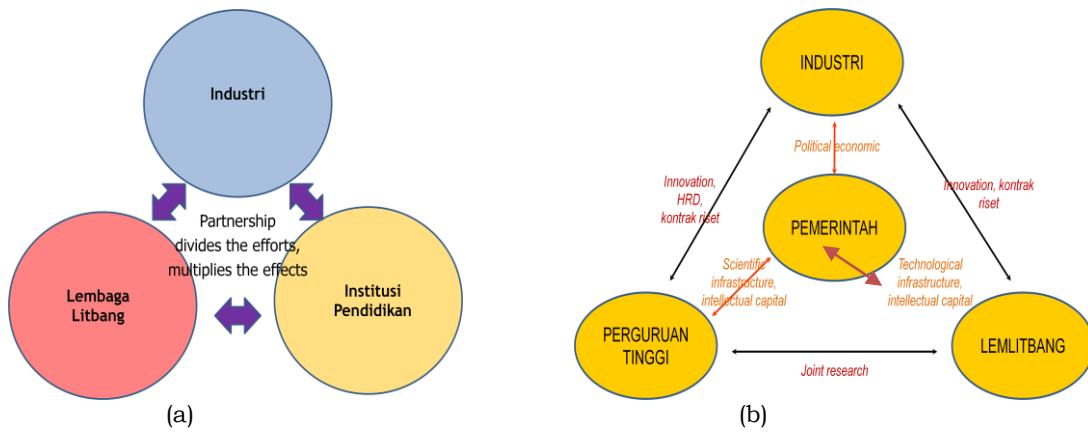 Industri
Partnership
divides the efforts,
multiplies the effects
Lembaga
Litbang
Institusi
Pendidikan
(a)
INDUSTRI
Political economic
Innovation,
HRD,
kontrak riset
Innovation, kontrak
riset
PEMERINTAH
Scientific
infrastructure,
intellectual capital
Technological
infrastructure,
intellectual capital
PERGURUAN
TINGGI
LEMLITBANG
Joint research
(b)